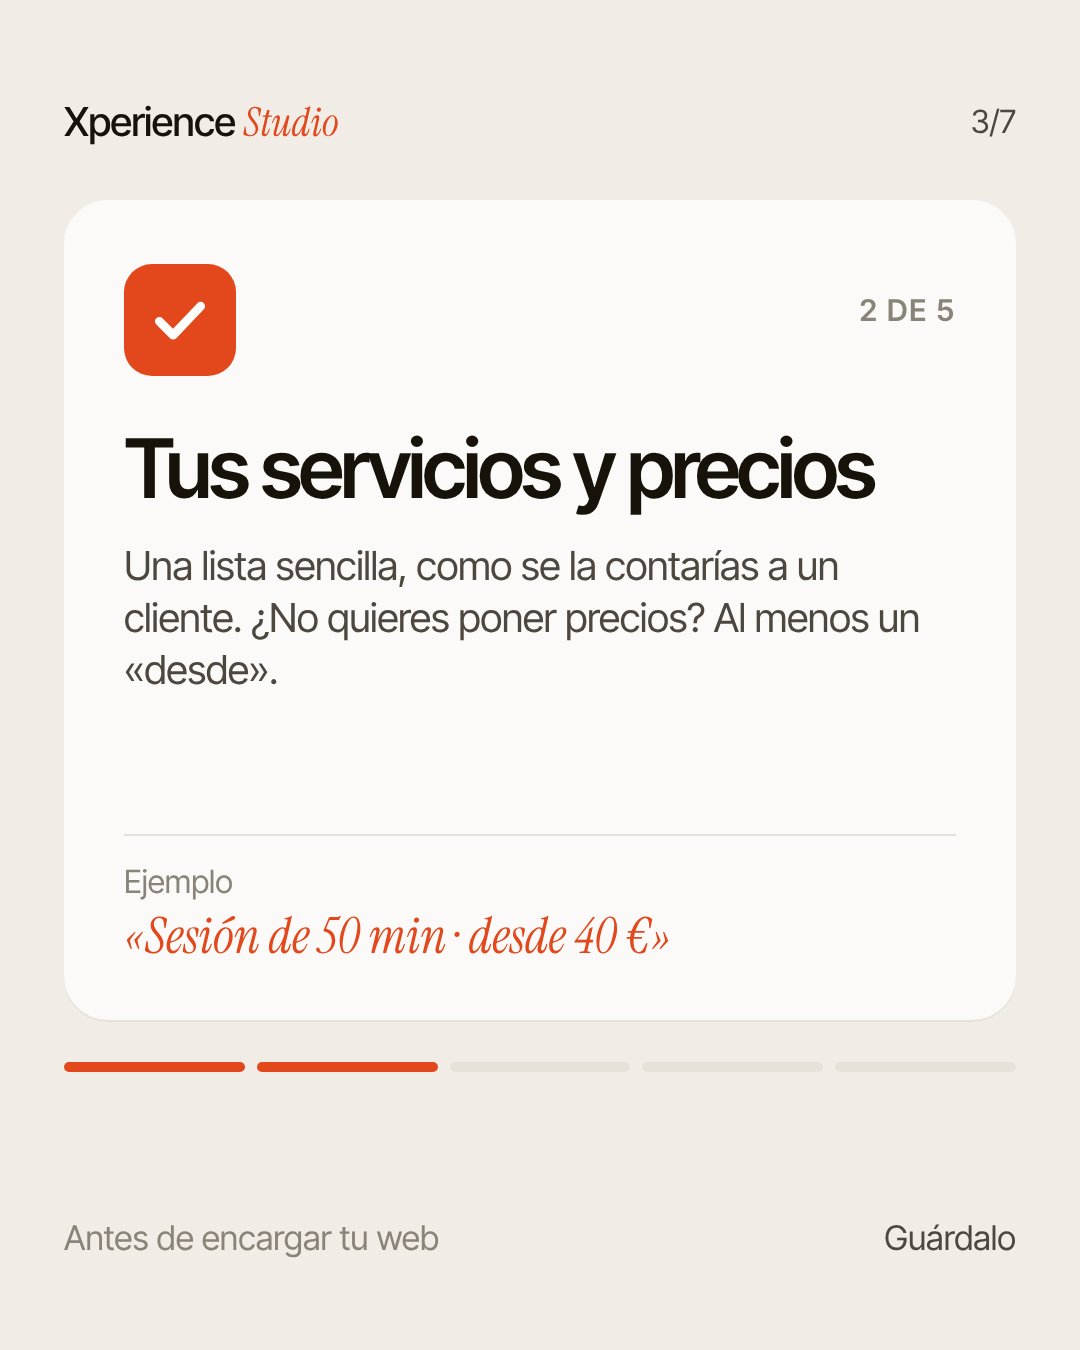 Xperience Studio
3/7
2 DE 5
Tus servicios y precios
Una lista sencilla, como se la contarías a un
cliente. ¿No quieres poner precios? Al menos un
«desde».
Ejemplo
«Sesión de 50 min · desde 40 €»
Antes de encargar tu web
Guárdalo